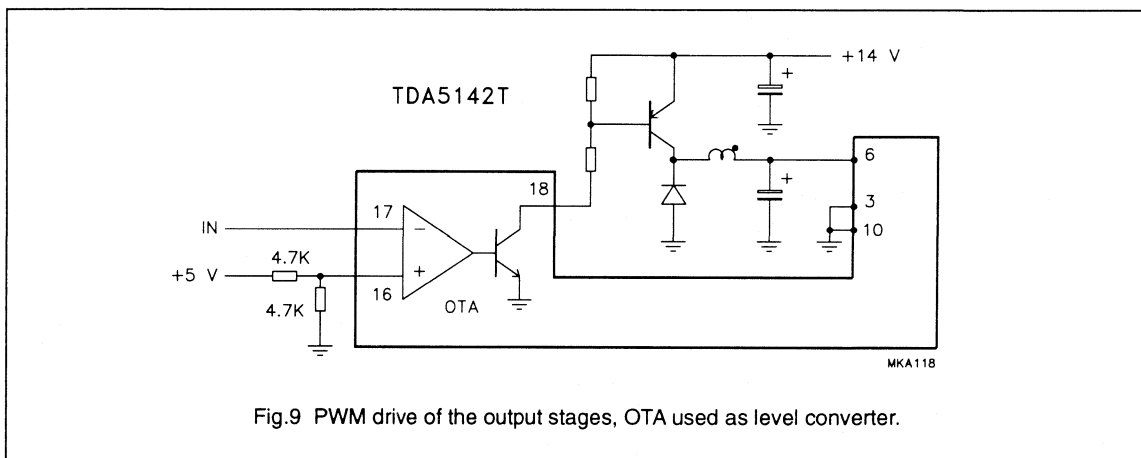 +14 V
TDA5142T
6
18
3
17
10
IN
−
4.7K
+5 V
+
16
4.7K
OTA
MKA118
Fig.9 PWM drive of the output stages, OTA used as level converter.
+
+